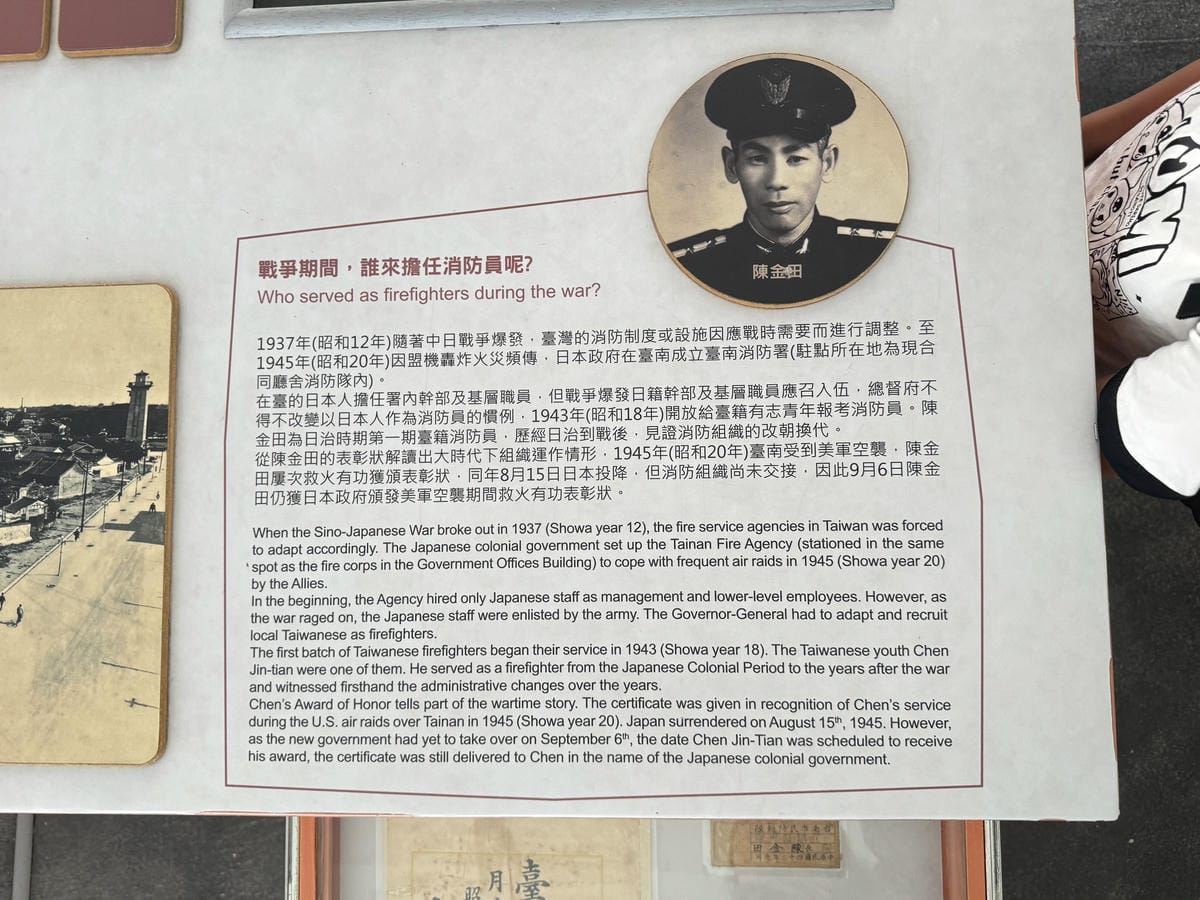 陳金田
戰爭期間，誰來擔任消防員呢?
Who served as firefighters during the war?
1937年(昭和12年)隨著中日戰爭爆發，臺灣的消防制度或設施因應戰時需要而進行調整。至
1945年(昭和20年)因盟機轟炸火災頻傳，日本政府在臺南成立臺南消防署(駐點所在地為現合
同廳舍消防隊內)。
在臺的日本人擔任署內幹部及基層職員，但戰爭爆發日籍幹部及基層職員應召入伍，總督府不
得不改變以日本人作為消防員的慣例，1943年(昭和18年)開放給臺籍有志青年報考消防員。陳
金田為日治時期第一期臺籍消防員，歷經日治到戰後，見證消防組織的改朝換代。
從陳金田的表彰狀解讀出大時代下組織運作情形，1945年(昭和20年)臺南受到美軍空襲，陳金
田屢次救火有功獲頒表彰狀，同年8月15日日本投降，但消防組織尚未交接，因此9月6日陳金
田仍獲日本政府頒發美軍空襲期間救火有功表彰狀。
When the Sino-Japanese War broke out in 1937 (Showa year 12), the fire service agencies in Taiwan was forced
to adapt accordingly. The Japanese colonial government set up the Tainan Fire Agency (stationed in the same
spot as the fire corps in the Government Offices Building) to cope with frequent air raids in 1945 (Showa year 20)
by the Allies.
In the beginning, the Agency hired only Japanese staff as management and lower-level employees. However, as
the war raged on, the Japanese staff were enlisted by the army. The Governor-General had to adapt and recruit
local Taiwanese as firefighters.
The first batch of Taiwanese firefighters began their service in 1943 (Showa year 18). The Taiwanese youth Chen
Jin-tian were one of them. He served as a firefighter from the Japanese Colonial Period to the years after the war
and witnessed firsthand the administrative changes over the years.
Chen's Award of Honor tells part of the wartime story. The certificate was given in recognition of Chen's service
during the U.S. air raids over Tainan in 1945 (Showa year 20). Japan surrendered on August 15th, 1945. However,
as the new government had yet to take over on September 6th, the date Chen Jin-Tian was scheduled to receive
his award, the certificate was still delivered to Chen in the name of the Japanese colonial government.
臺
月
田金陳